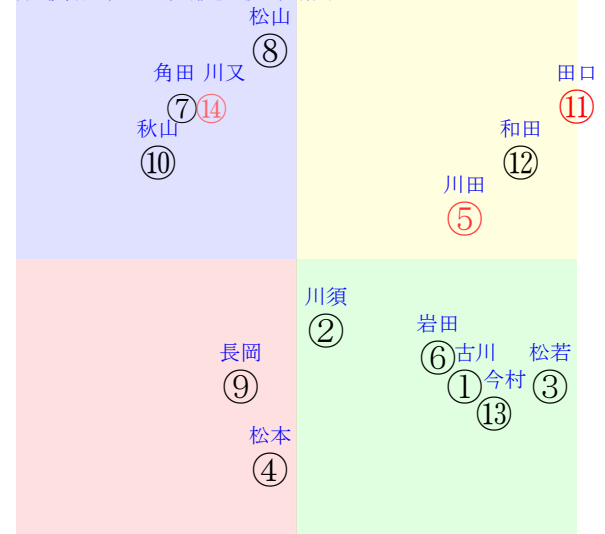 松山
⑧
角田 川又
⑦⑭
秋山
⑩
田口
⑪
和田
⑫
川田
⑤
川須
②
岩田
⑥
古川
①
今村
⑬
松若
③
長岡
⑨
松本
④